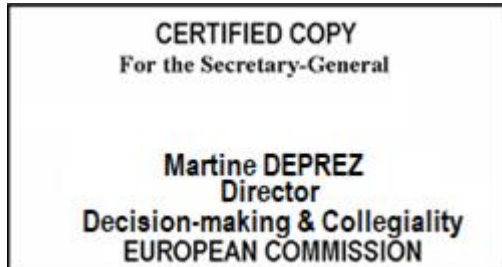 CERTIFIED COPY
For the Secretary-General
Martine DEPREZ
Director
Decision-making & Collegiality
EUROPEAN COMMISSION